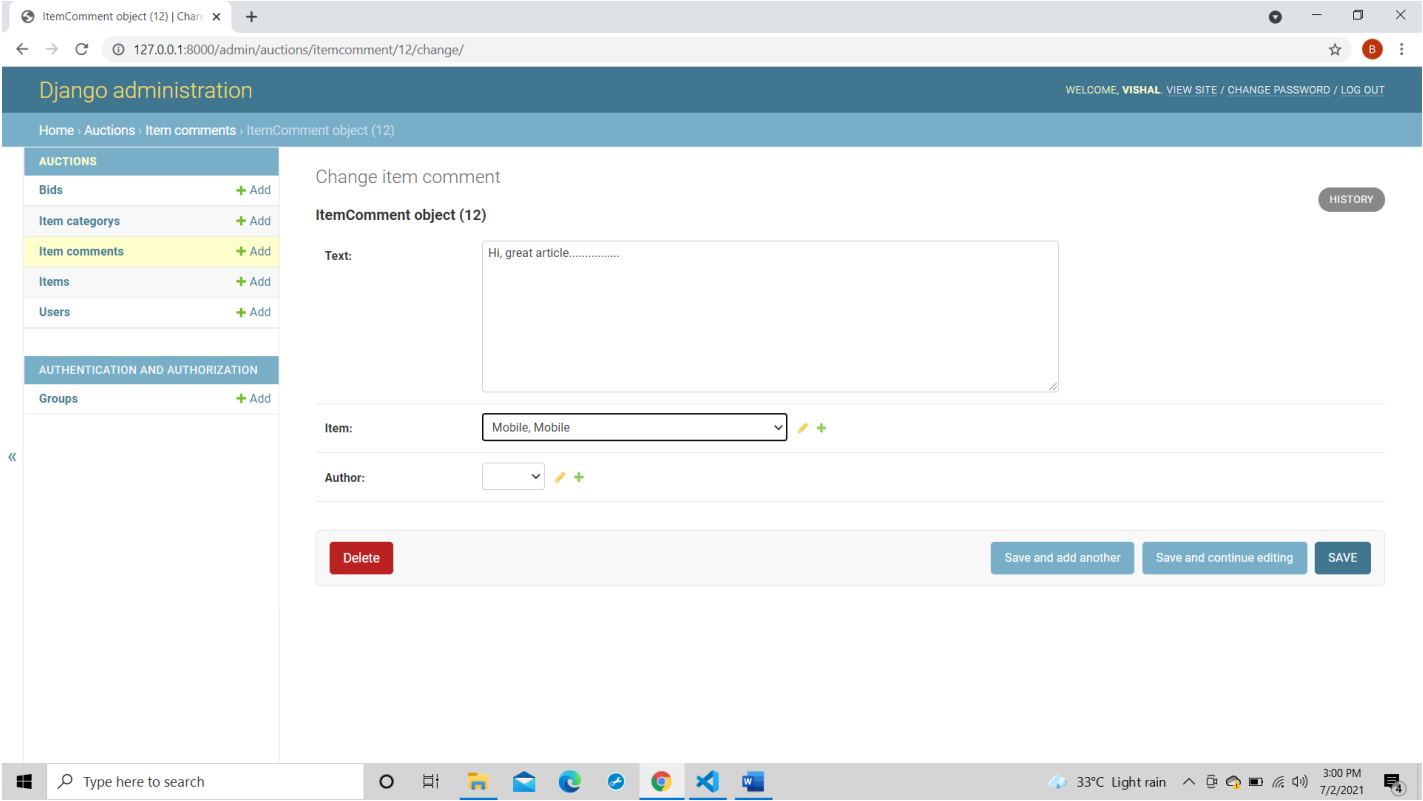 ItemComment object (12) | Chan
127.0.0.1:8000/admin/auctions/itemcomment/12/change/
B
Django administration
WELCOME, VISHAL. VIEW SITE / CHANGE PASSWORD / LOG OUT
Home › Auctions › Item comments › ItemComment object (12)
AUCTIONS
Bids + Add
Item categorys + Add
Item comments + Add
Items + Add
Users + Add
AUTHENTICATION AND AUTHORIZATION
Groups + Add
«
Change item comment
HISTORY
ItemComment object (12)
Text:
Hi, great article................
Item:
Mobile, Mobile
Author:
Delete
Save and add another
Save and continue editing
SAVE
Type here to search
33°C Light rain
3:00 PM
7/2/2021
4